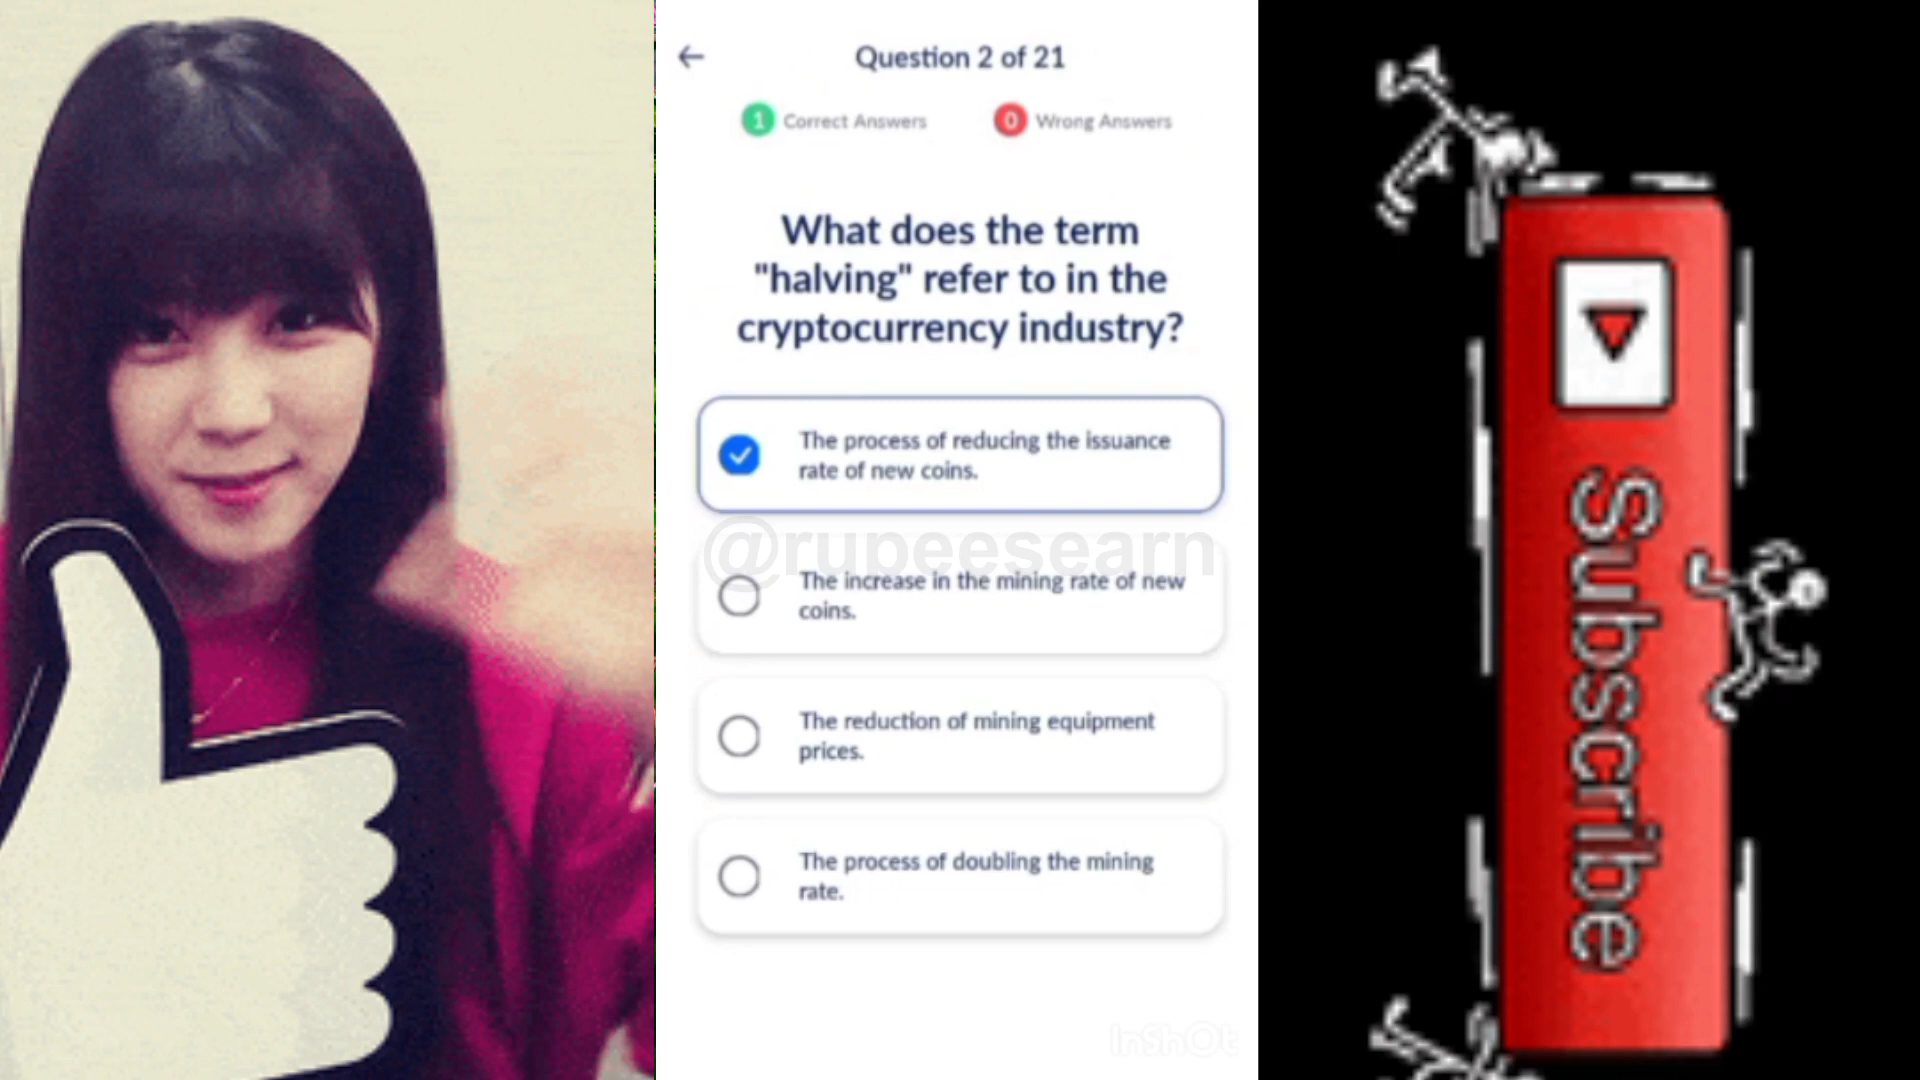 Question 2 of 21
1 Correct Answers
0 Wrong Answers
What does the term
"halving" refer to in the
cryptocurrency industry?
The process of reducing the issuance
rate of new coins.
@rupeesearn
The increase in the mining rate of new
coins.
The reduction of mining equipment
prices.
The process of doubling the mining
rate.
InShOt
Subscribe